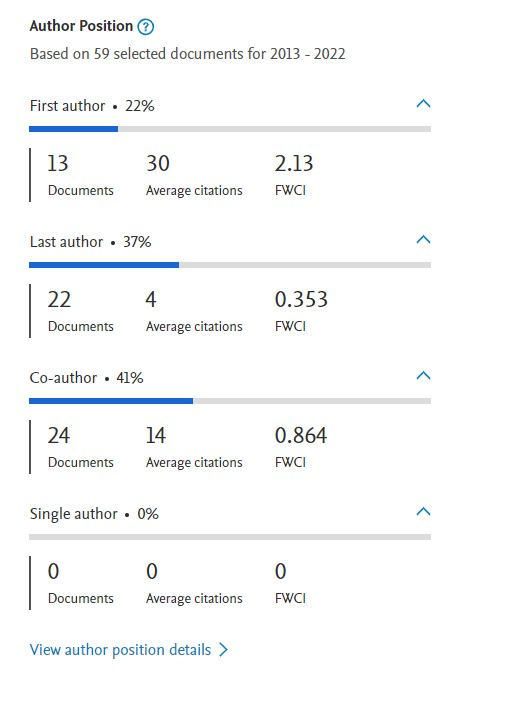 Author Position ?
Based on 59 selected documents for 2013 - 2022
First author • 22%
13 30 2.13
Documents Average citations FWCI
Last author • 37%
22 4 0.353
Documents Average citations FWCI
Co-author • 41%
24 14 0.864
Documents Average citations FWCI
Single author • 0%
0 0 0
Documents Average citations FWCI
View author position details >